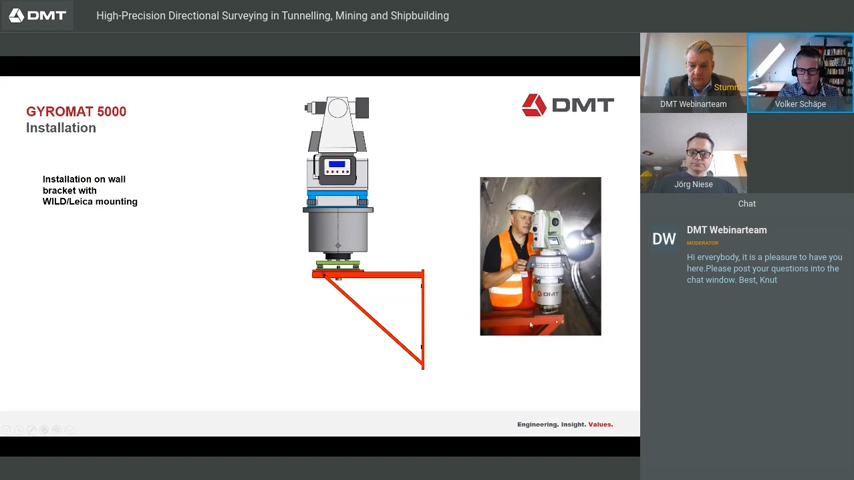 DMT
High-Precision Directional Surveying in Tunnelling, Mining and Shipbuilding
GYROMAT 5000
Installation
DMT
Installation on wall
bracket with
WILD/Leica mounting
DMT
Engineering. Insight. Values.
Stumm
DMT Webinarteam
Volker Schäpe
Jörg Niese
Chat
DW
DMT Webinarteam
MODERATOR
Hi erverybody, it is a pleasure to have you
here.Please post your questions into the
chat window. Best, Knut